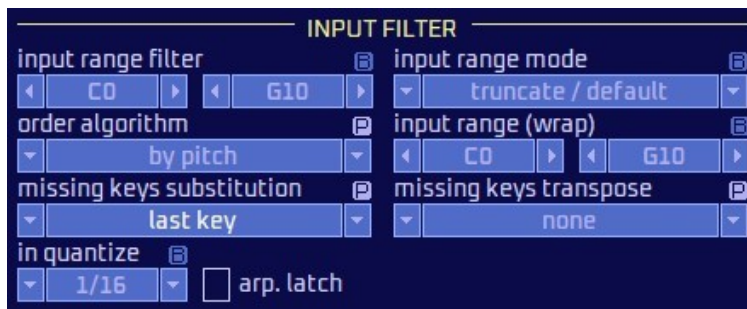 INPUT FILTER
input range filter B input range mode B
C0 G10 truncate / default
order algorithm P input range (wrap) B
by pitch C0 G10
missing keys substitution P missing keys transpose P
last key none
in quantize B
1/16 arp. latch